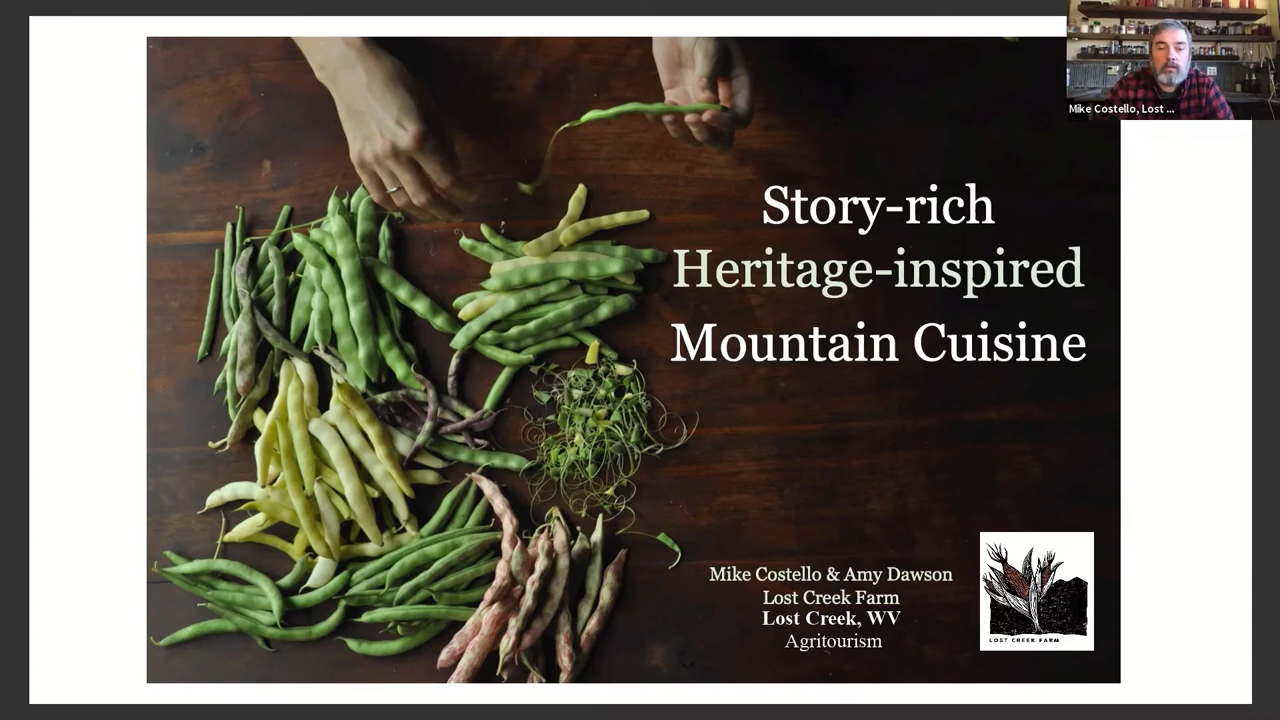 Mike Costello, Lost ...
Story-rich
Heritage-inspired
Mountain Cuisine
Mike Costello & Amy Dawson
Lost Creek Farm
Lost Creek, WV
Agritourism
LOST CREEK FARM